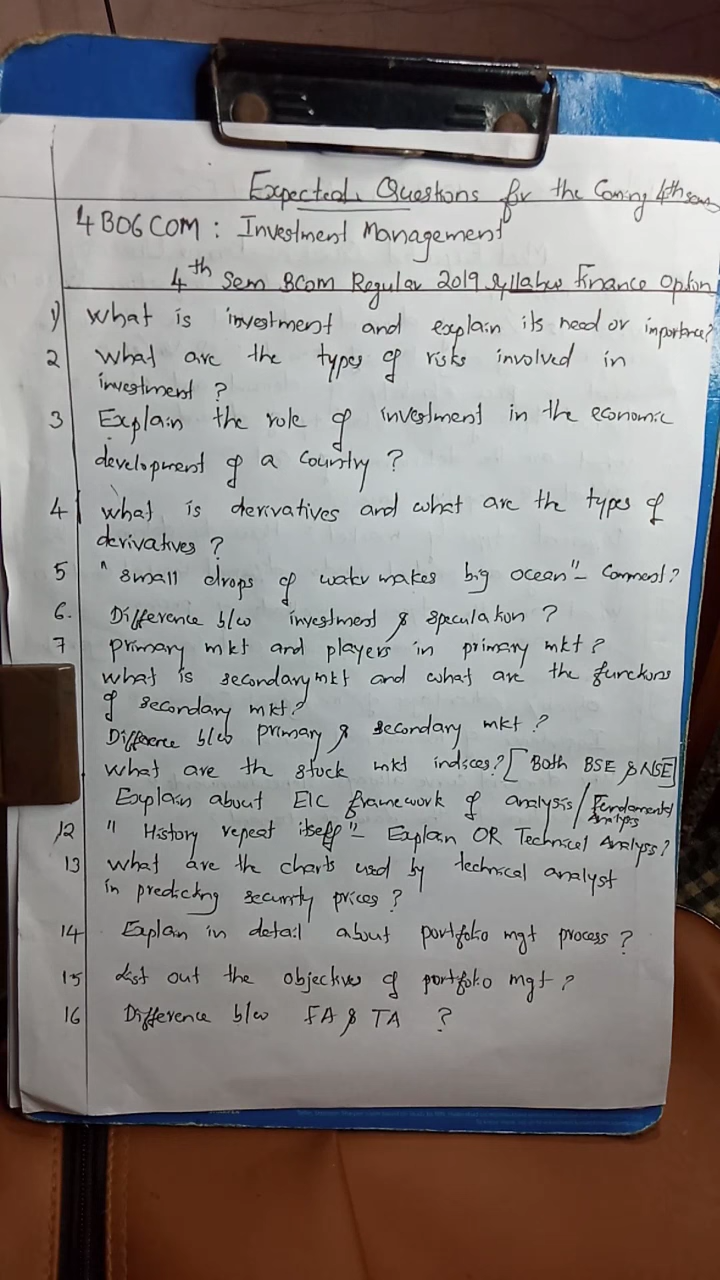 Expected Questions for the Coming 4th sem
4 BO6 COM : Investment Management
4th Sem BCom Regular 2019 Syllabus Finance Option
1) What is investment and explain its need or importance?
2 What are the types of risks involved in
investment ?
3 Explain the role of investment in the economic
development of a country ?
4 what is derivatives and what are the types of
derivatives ?
5 "small drops of water makes big ocean" - Comment?
6. Difference b/w investment & speculation ?
7 primary mkt and players in primary mkt ?
what is secondary mkt and what are the functions
of secondary mkt?
Difference b/w primary & secondary mkt ?
What are the stock mkt indices? [Both BSE & NSE]
Explain about EIC framework of analysis / Fundamental
Analysis
12 "History repeat itself" - Explain OR Technical Analysis?
13 What are the charts used by technical analyst
in predicting security prices ?
14 Explain in detail about portfolio mgt process ?
15 List out the objectives of portfolio mgt ?
16 Difference b/w FA & TA ?